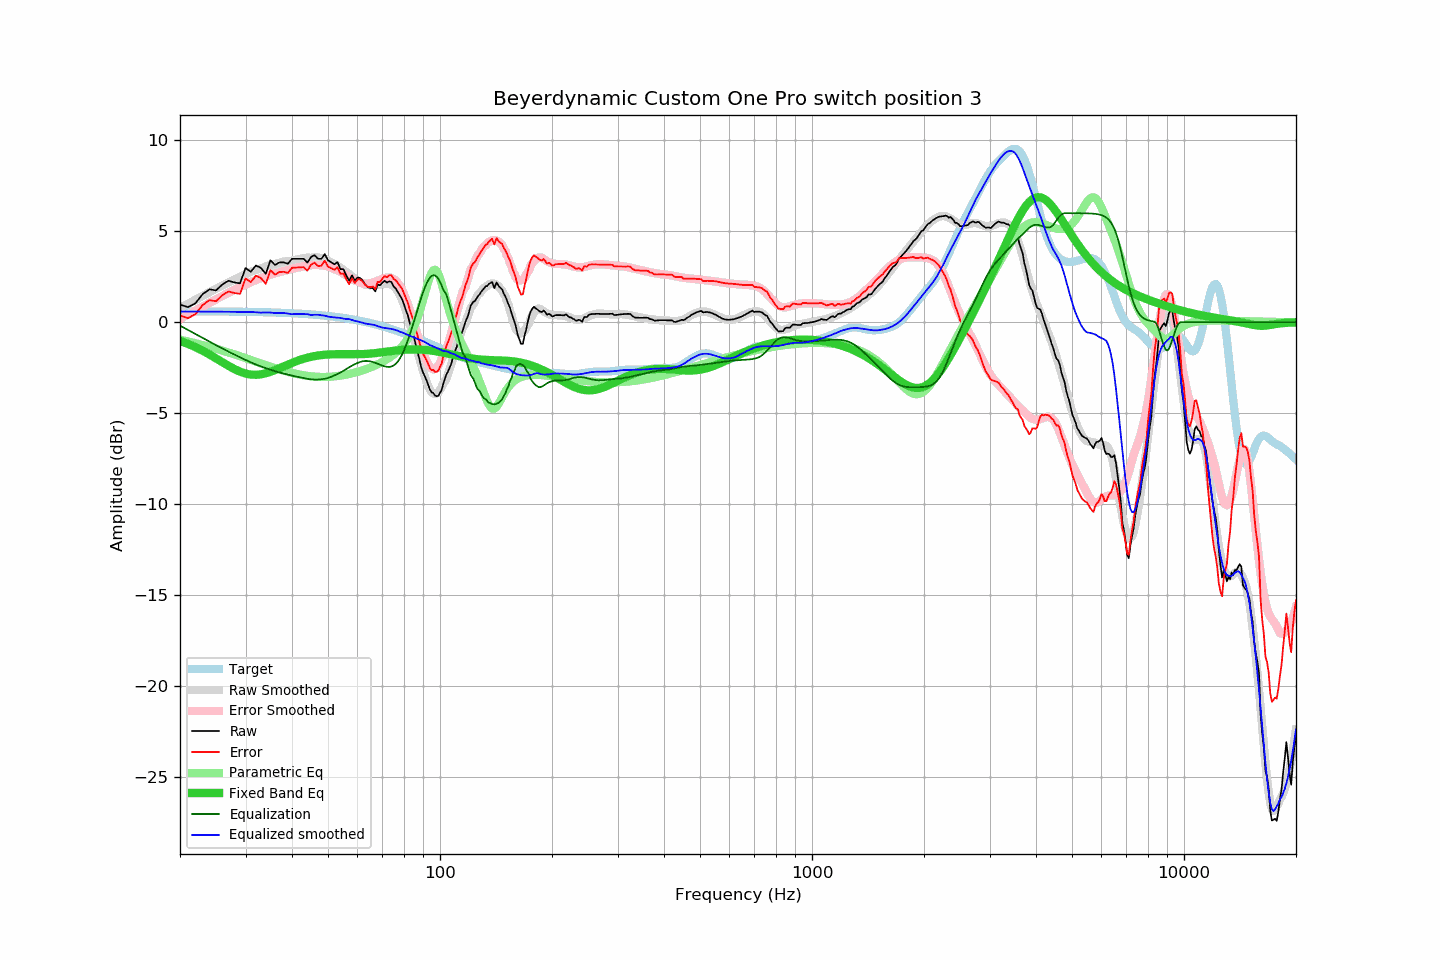 Beyerdynamic Custom One Pro switch position 3
10
5
0
−5
−10
−15
−20
−25
Amplitude (dBr)
Target
Raw Smoothed
Error Smoothed
Raw
Error
Parametric Eq
Fixed Band Eq
Equalization
Equalized smoothed
100
1000
10000
Frequency (Hz)